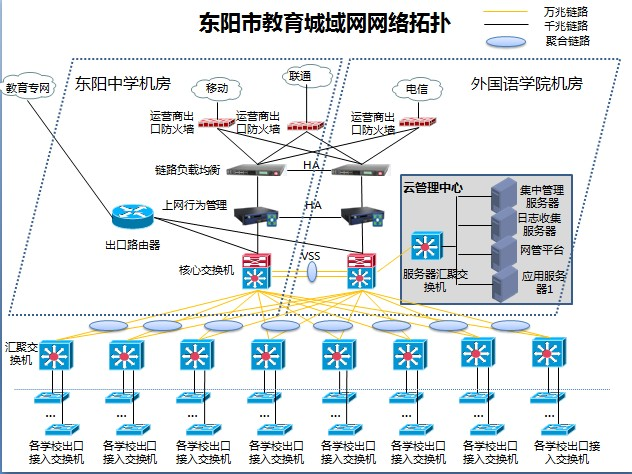 东阳市教育城域网网络拓扑
万兆链路
千兆链路
聚合链路
教育专网
东阳中学机房
外国语学院机房
移动
联通
电信
运营商出
口防火墙
运营商出
口防火墙
运营商出
口防火墙
链路负载均衡
HA
上网行为管理
HA
出口路由器
核心交换机
VSS
云管理中心
服务器汇聚交
换机
集中管理
服务器
日志收集
服务器
网管平台
应用服务
器1
汇聚交
换机
...
...
...
...
...
...
...
...
各学校出口
接入交换机
各学校出口
接入交换机
各学校出口
接入交换机
各学校出口
接入交换机
各学校出口
接入交换机
各学校出口
接入交换机
各学校出口
接入交换机
各学校出口接
入交换机